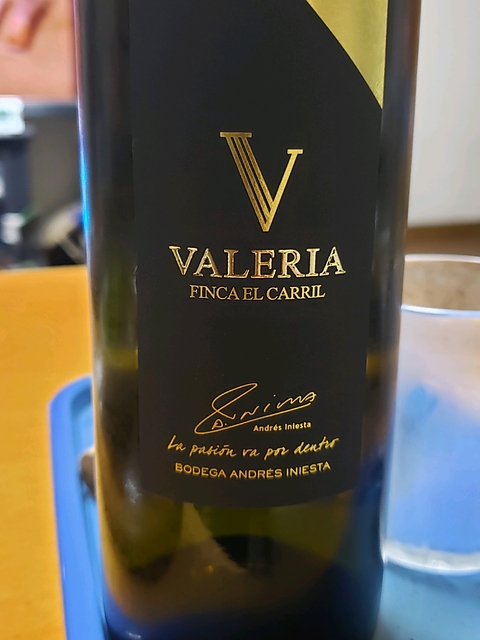 V
VALERIA
FINCA EL CARRIL
Andrés Iniesta
La pasión va por dentro
BODEGA ANDRÉS INIESTA